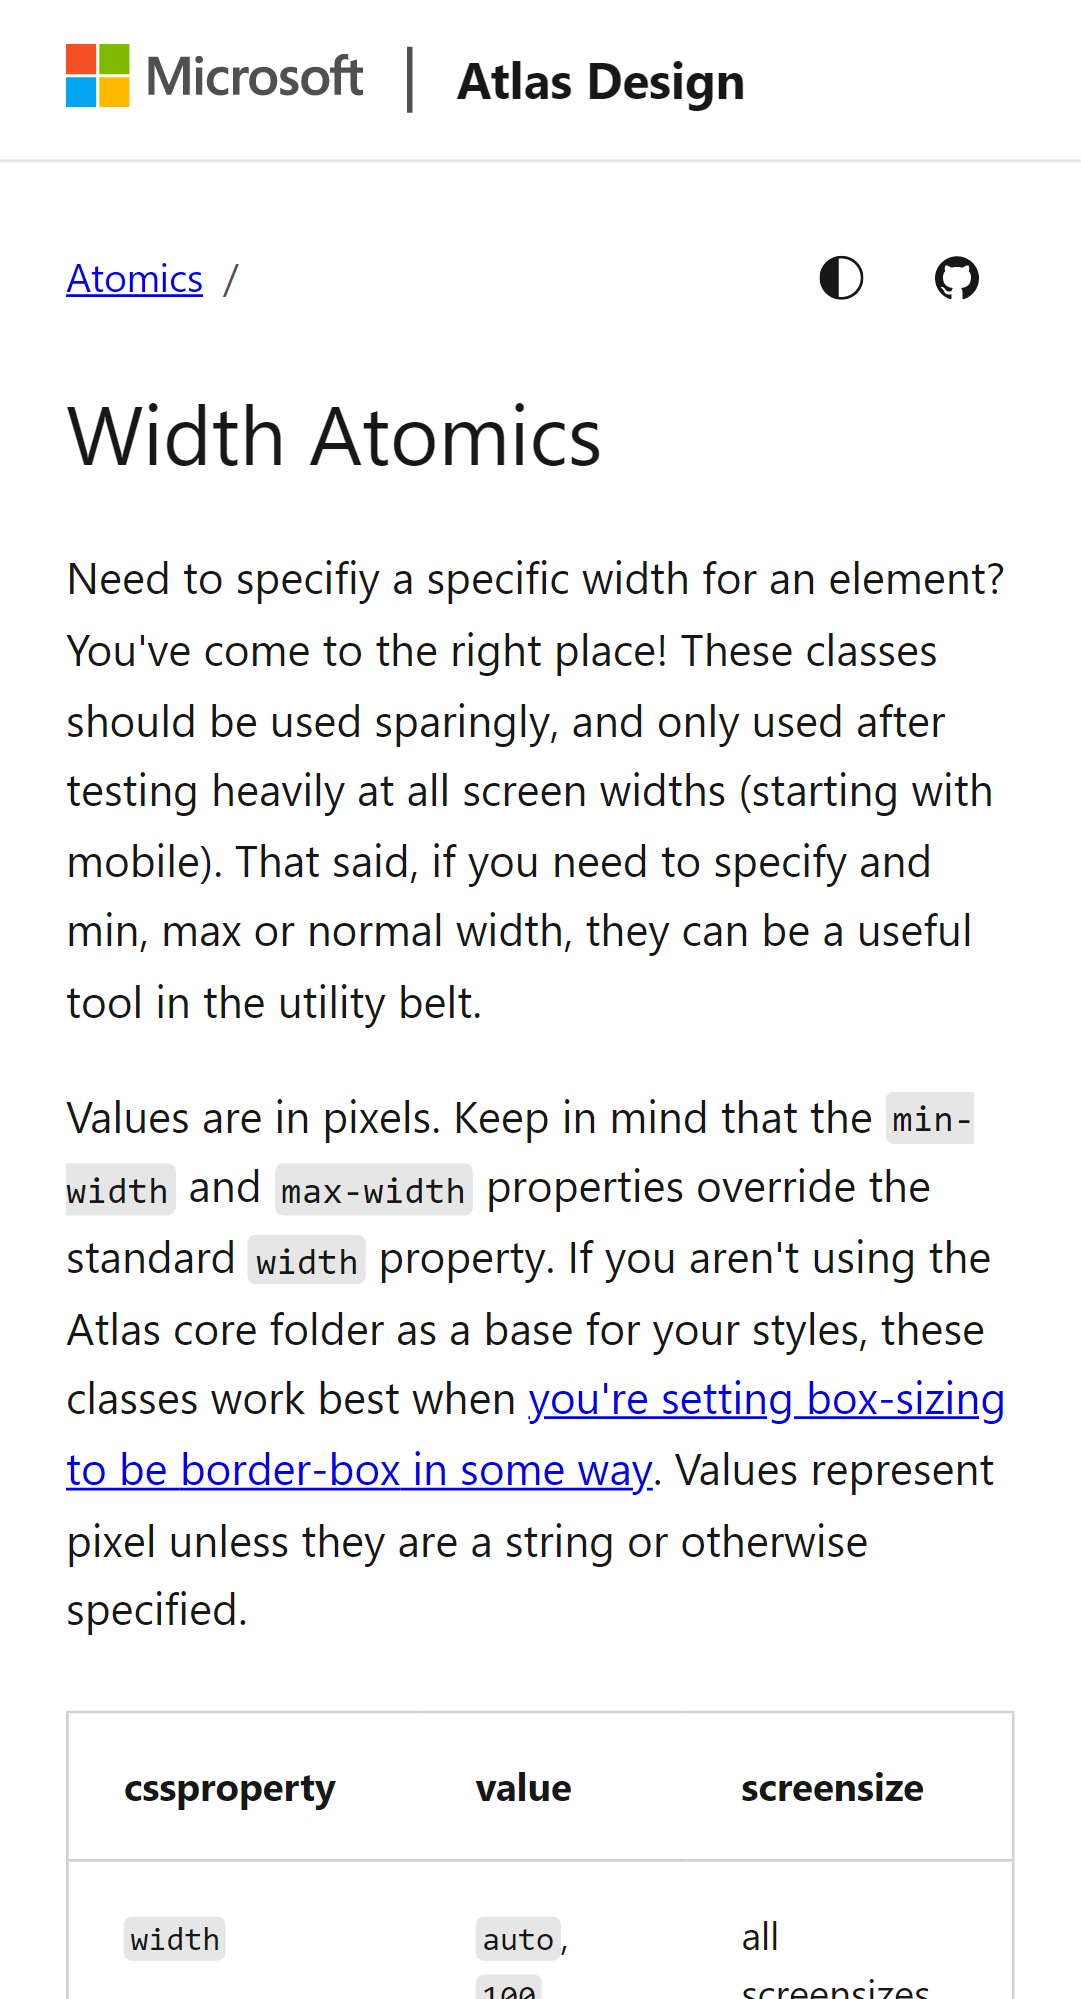 Microsoft | Atlas Design
Atomics /
Width Atomics
Need to specifiy a specific width for an element?
You've come to the right place! These classes
should be used sparingly, and only used after
testing heavily at all screen widths (starting with
mobile). That said, if you need to specify and
min, max or normal width, they can be a useful
tool in the utility belt.
Values are in pixels. Keep in mind that the min-
width and max-width properties override the
standard width property. If you aren't using the
Atlas core folder as a base for your styles, these
classes work best when you're setting box-sizing
to be border-box in some way. Values represent
pixel unless they are a string or otherwise
specified.
cssproperty value screensize
width auto, all
100 screensizes